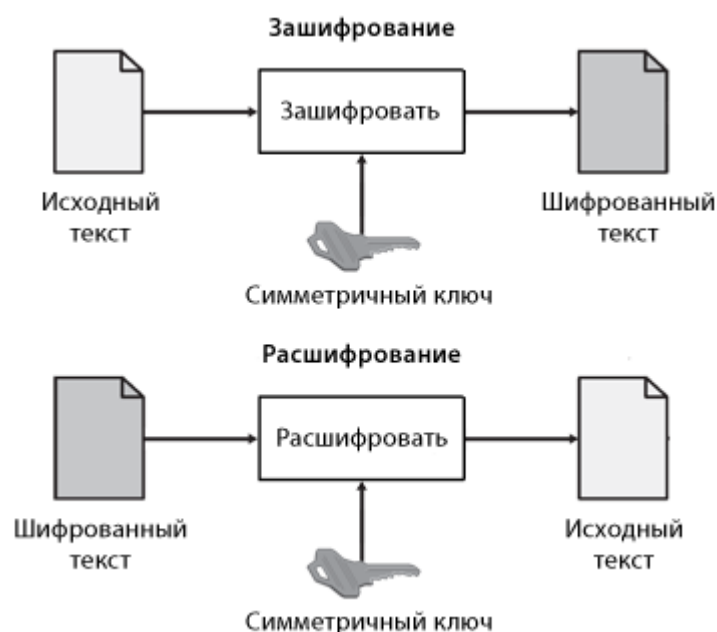 Зашифрование
Зашифровать
Исходный
текст
Шифрованный
текст
Симметричный ключ
Расшифрование
Расшифровать
Шифрованный
текст
Исходный
текст
Симметричный ключ